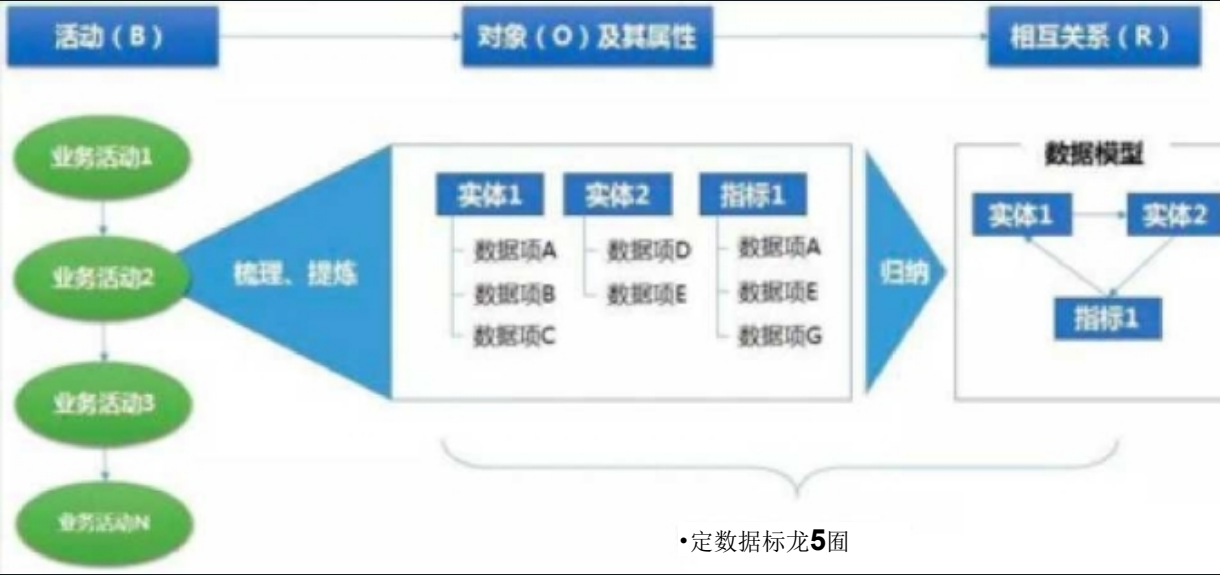 活动（B）
对象（O）及其属性
相互关系（R）
业务活动1
业务活动2
业务活动3
业务活动N
梳理、提炼
实体1
数据项A
数据项B
数据项C
实体2
数据项D
数据项E
指标1
数据项A
数据项E
数据项G
归纳
数据模型
实体1
实体2
指标1
•定数据标龙5囿